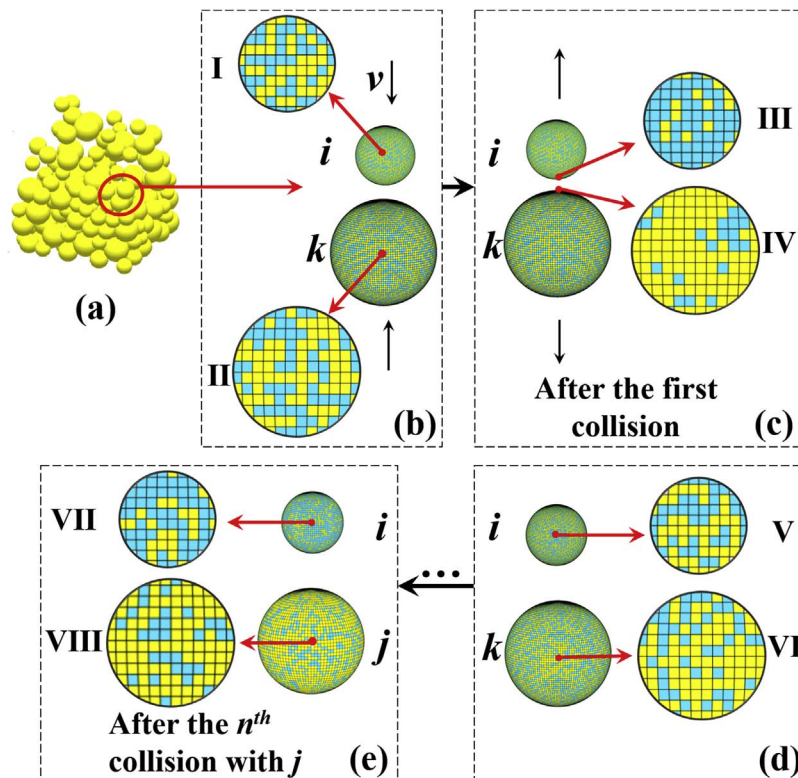 I
v
i
k
II
(a)
(b)
i
k
III
IV
After the first
collision
(c)
VII
i
VIII
j
After the nth
collision with j
(e)
...
i
V
k
VI
(d)